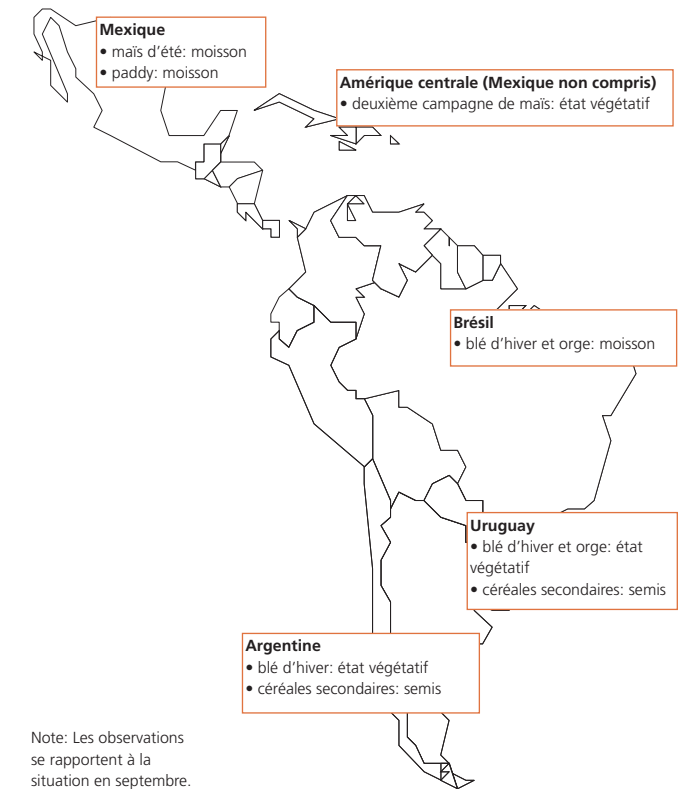 Mexique
• maïs d'été: moisson
• paddy: moisson
Amérique centrale (Mexique non compris)
• deuxième campagne de maïs: état végétatif
Brésil
• blé d'hiver et orge: moisson
Uruguay
• blé d'hiver et orge: état
végétatif
• céréales secondaires: semis
Argentine
• blé d'hiver: état végétatif
• céréales secondaires: semis
Note: Les observations
se rapportent à la
situation en septembre.